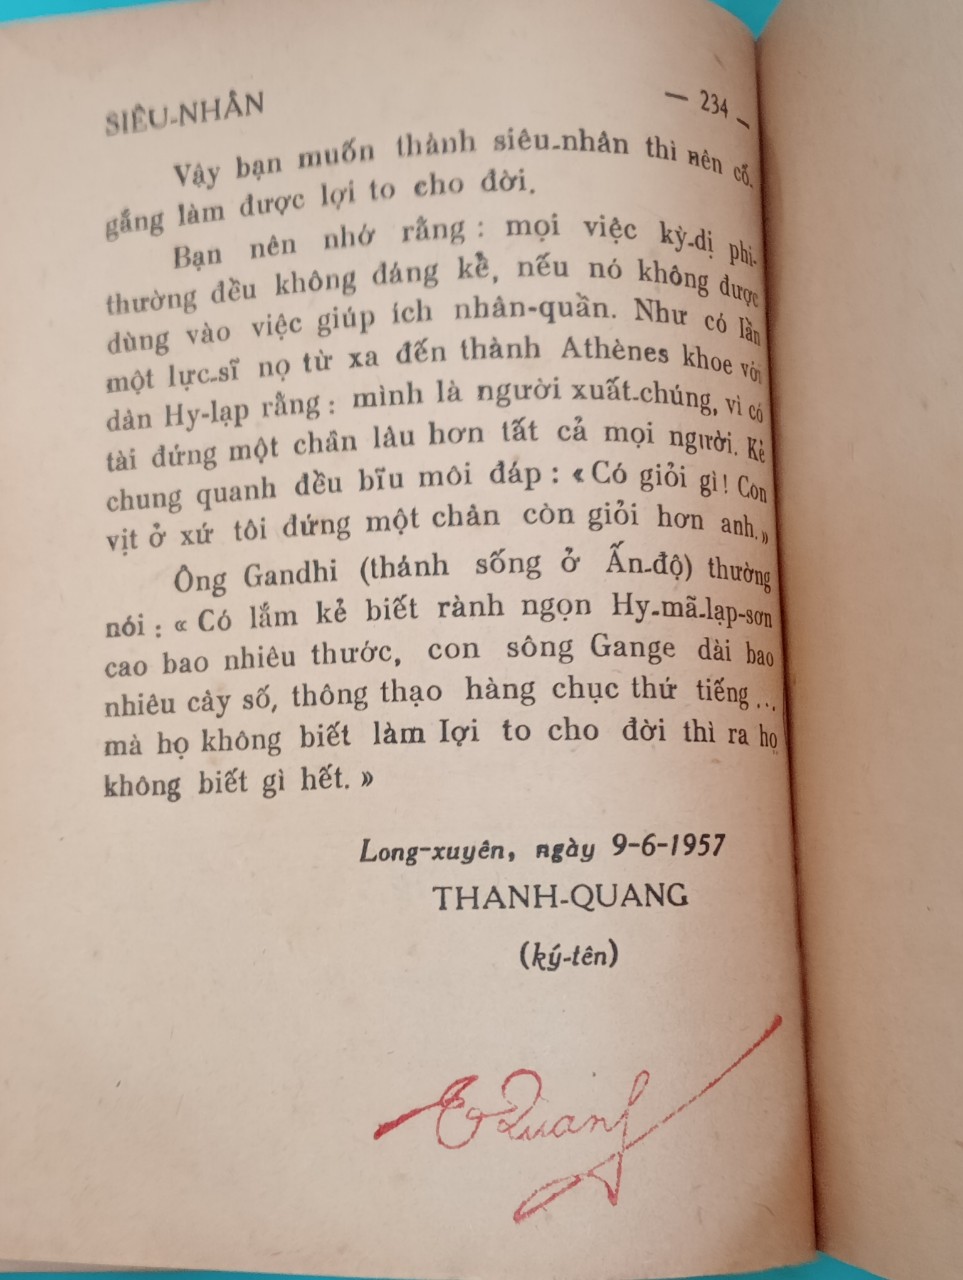 SIÊU-NHÂN — 234 —
Vậy bạn muốn thành siêu-nhân thì nên cố-
gắng làm được lợi to cho đời.
Bạn nên nhớ rằng : mọi việc kỳ-dị phi-
thường đều không đáng kể, nếu nó không được
dùng vào việc giúp ích nhân-quần. Như có lần
một lực-sĩ nọ từ xa đến thành Athènes khoe với
dân Hy-lạp rằng : mình là người xuất-chúng, vì có
tài đứng một chân lâu hơn tất cả mọi người. Kẻ
chung quanh đều bĩu môi đáp : « Có giỏi gì ! Con
vịt ở xứ tôi đứng một chân còn giỏi hơn anh. »
Ông Gandhi (thánh sống ở Ấn-độ) thường
nói : « Có lắm kẻ biết rành ngọn Hy-mã-lạp-sơn
cao bao nhiêu thước, con sông Gange dài bao
nhiêu cây số, thông thạo hàng chục thứ tiếng ...
mà họ không biết làm lợi to cho đời thì ra họ
không biết gì hết. »
Long-xuyên, ngày 9-6-1957
THANH-QUANG
(ký-tên)
Quang